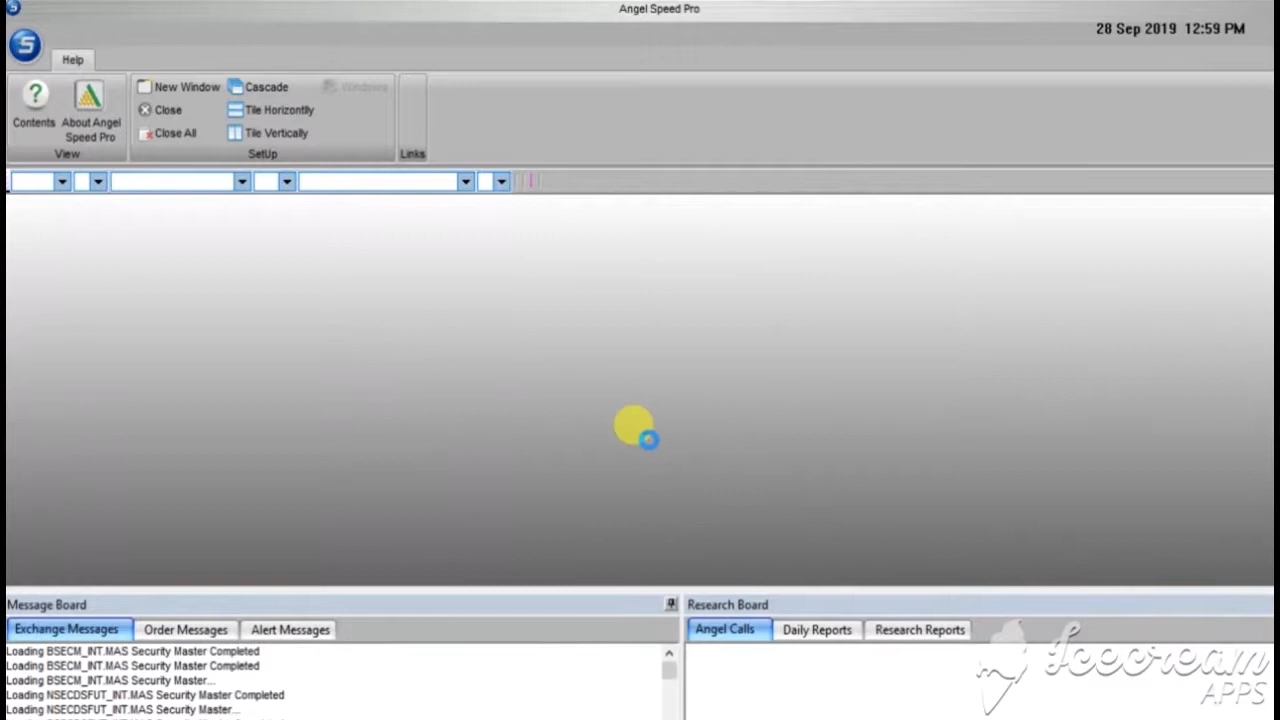 Angel Speed Pro
28 Sep 2019 12:59 PM
Help
New Window
Cascade
Windows
Contents
About Angel Speed Pro
Close
Tile Horizontly
Close All
Tile Vertically
View
SetUp
Links
Message Board
Research Board
Exchange Messages
Order Messages
Alert Messages
Angel Calls
Daily Reports
Research Reports
Loading BSECM_INT.MAS Security Master Completed
Loading BSECM_INT.MAS Security Master Completed
Loading BSECM_INT.MAS Security Master...
Loading NSECDSFUT_INT.MAS Security Master Completed
Loading NSECDSFUT_INT.MAS Security Master...
Icecream
APPS